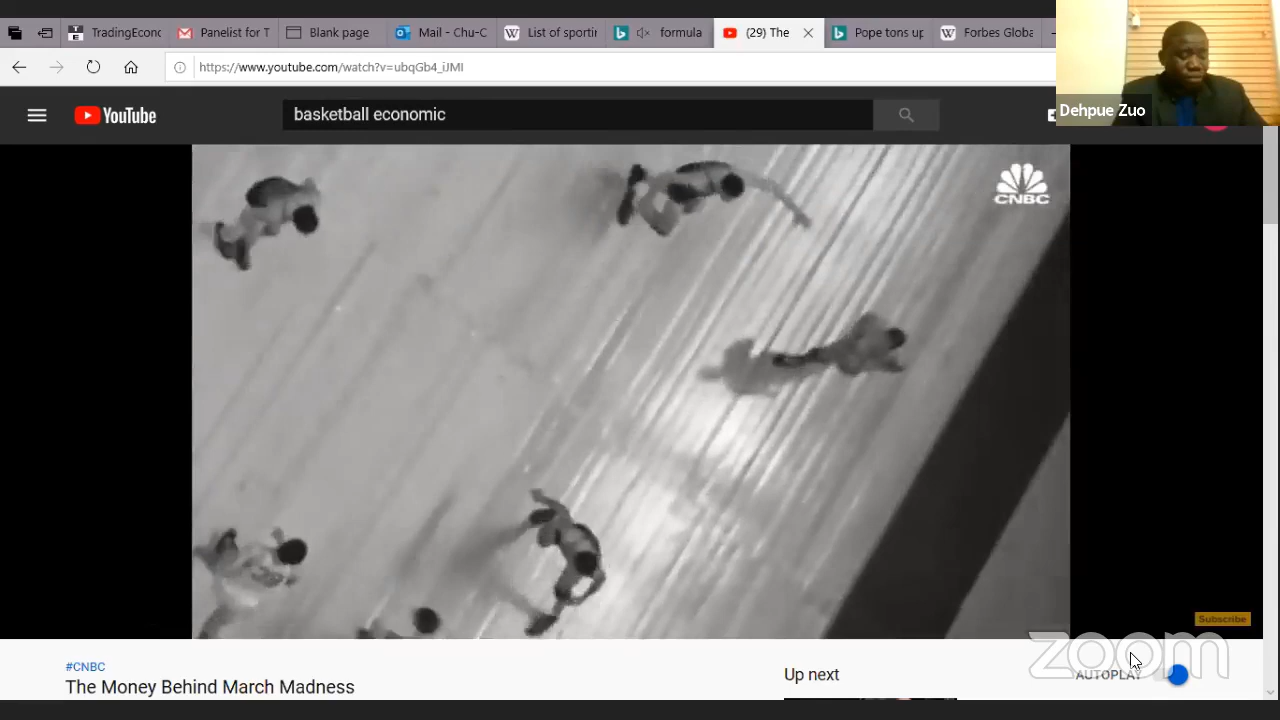 TradingEconc
Panelist for T
Blank page
Mail - Chu-C
List of sportir
formula
(29) The
Pope tons up
Forbes Globa
https://www.youtube.com/watch?v=ubqGb4_iJMI
YouTube
basketball economic
Dehpue Zuo
CNBC
Subscribe
zoom
#CNBC
The Money Behind March Madness
Up next
AUTOPLAY